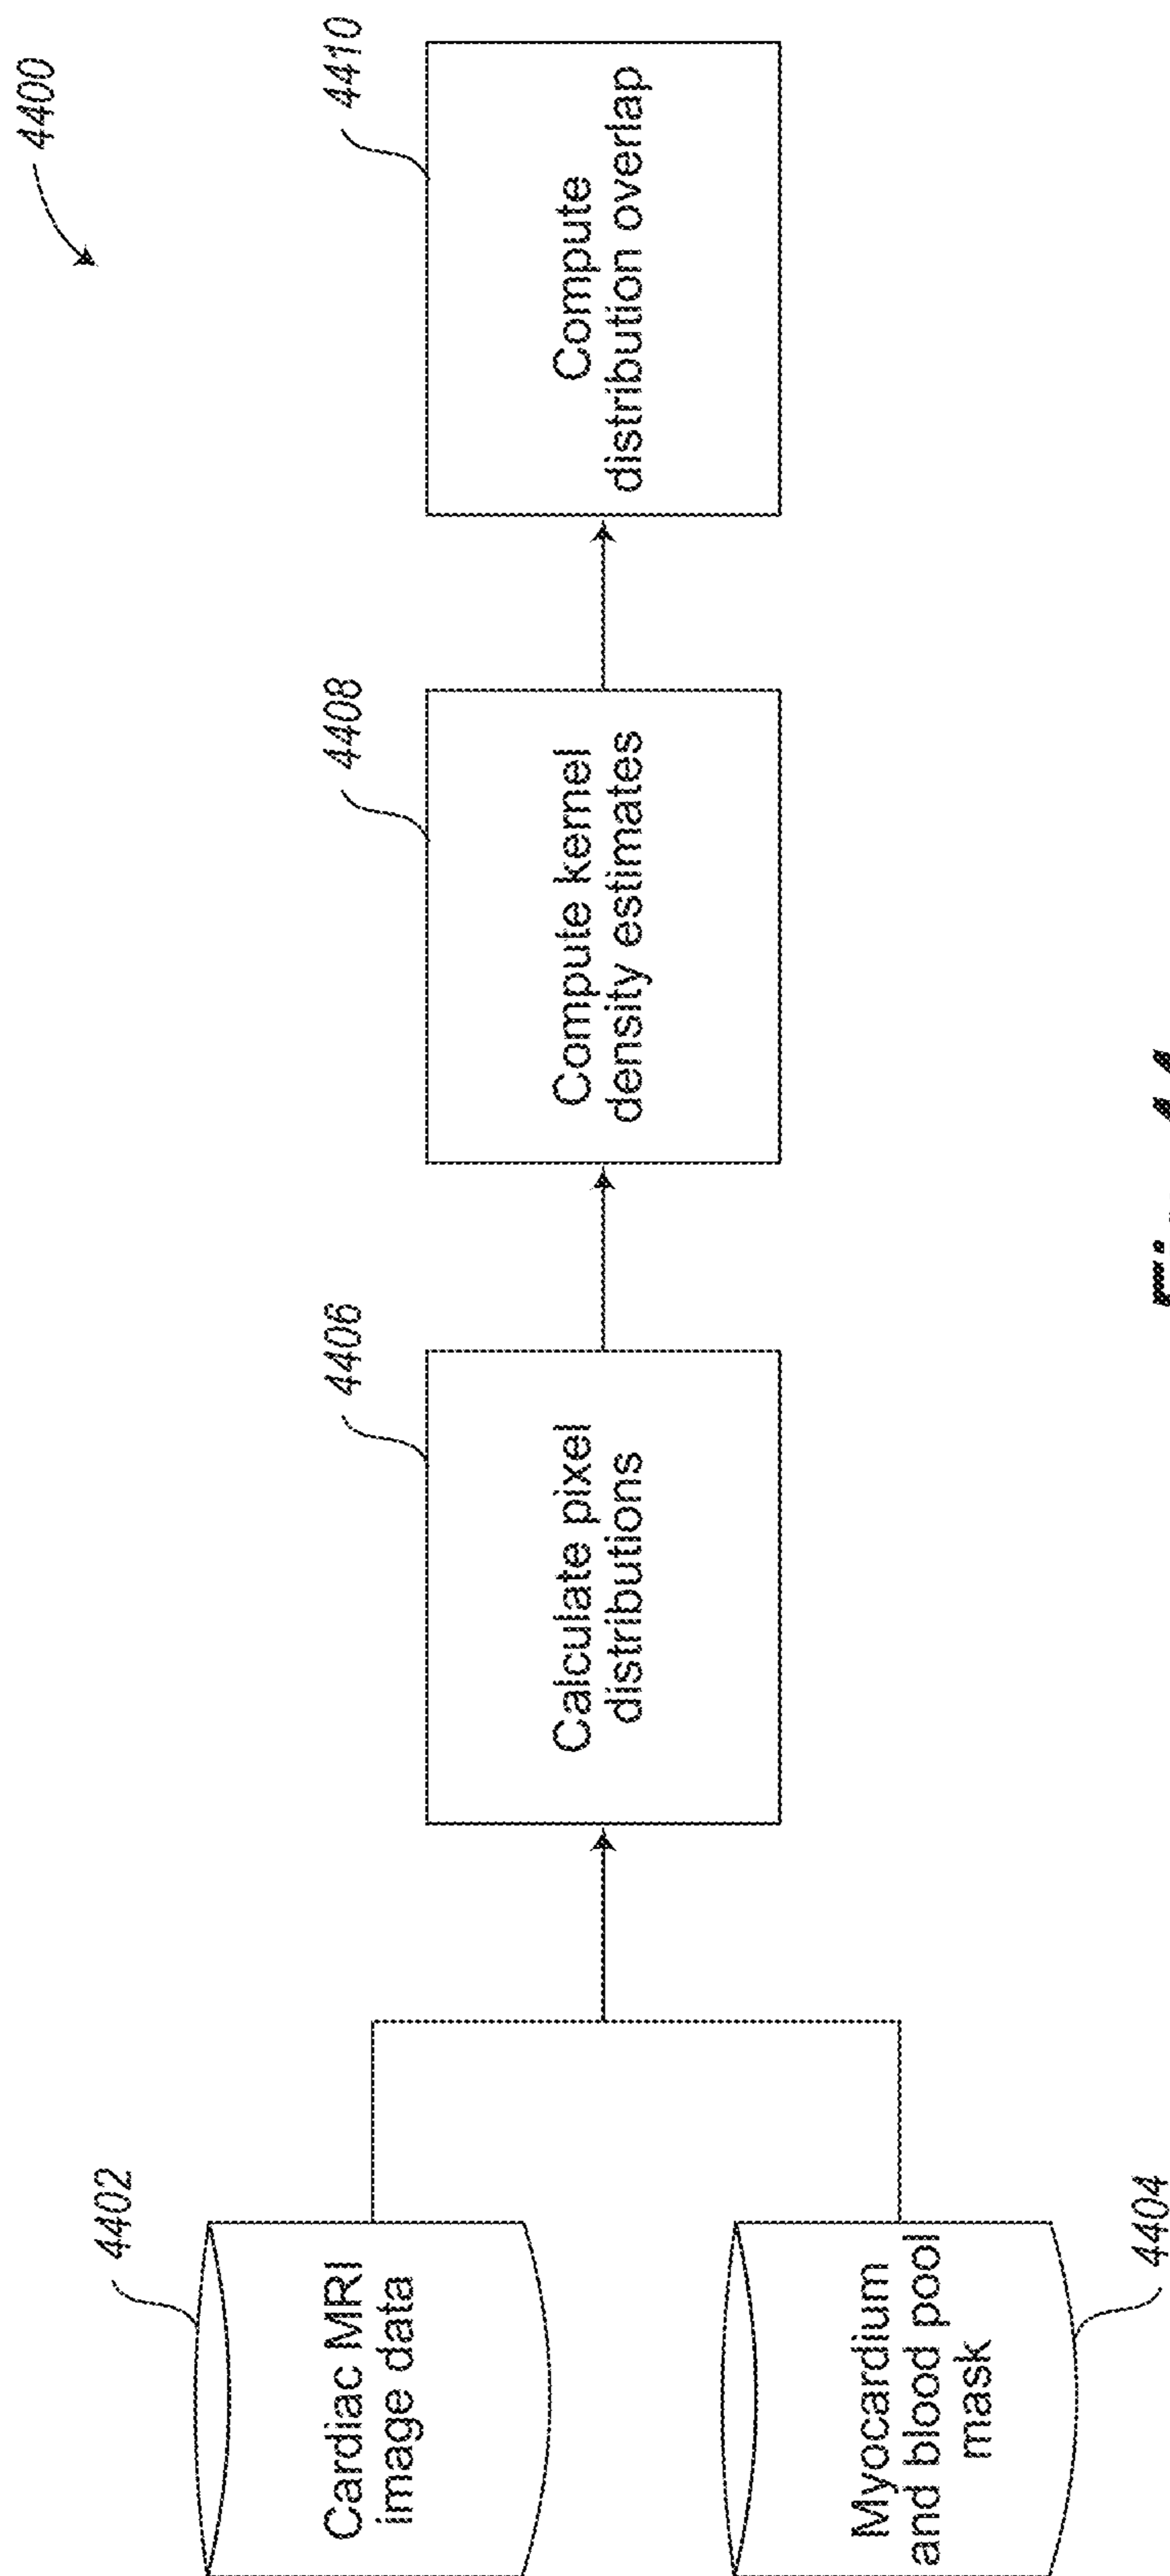 4400
4402
Cardiac MRI
image data
4404
Myocardium
and blood pool
mask
4406
Calculate pixel
distributions
4408
Compute kernel
density estimates
4410
Compute
distribution overlap